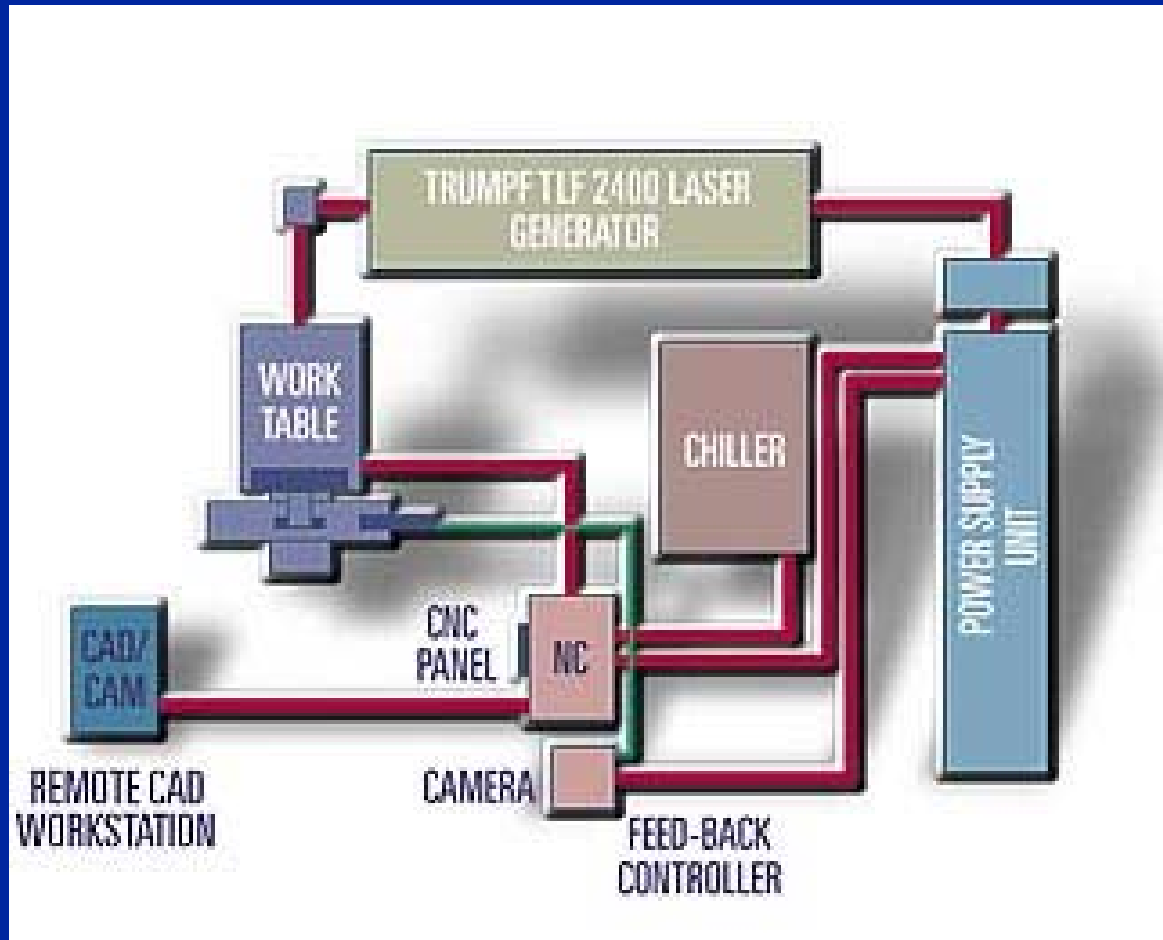 TRUMPF TLF 2400 LASER
GENERATOR
WORK
TABLE
CHILLER
POWER SUPPLY
UNIT
CNC
PANEL
NC
CAD/
CAM
REMOTE CAD
WORKSTATION
CAMERA
FEED-BACK
CONTROLLER